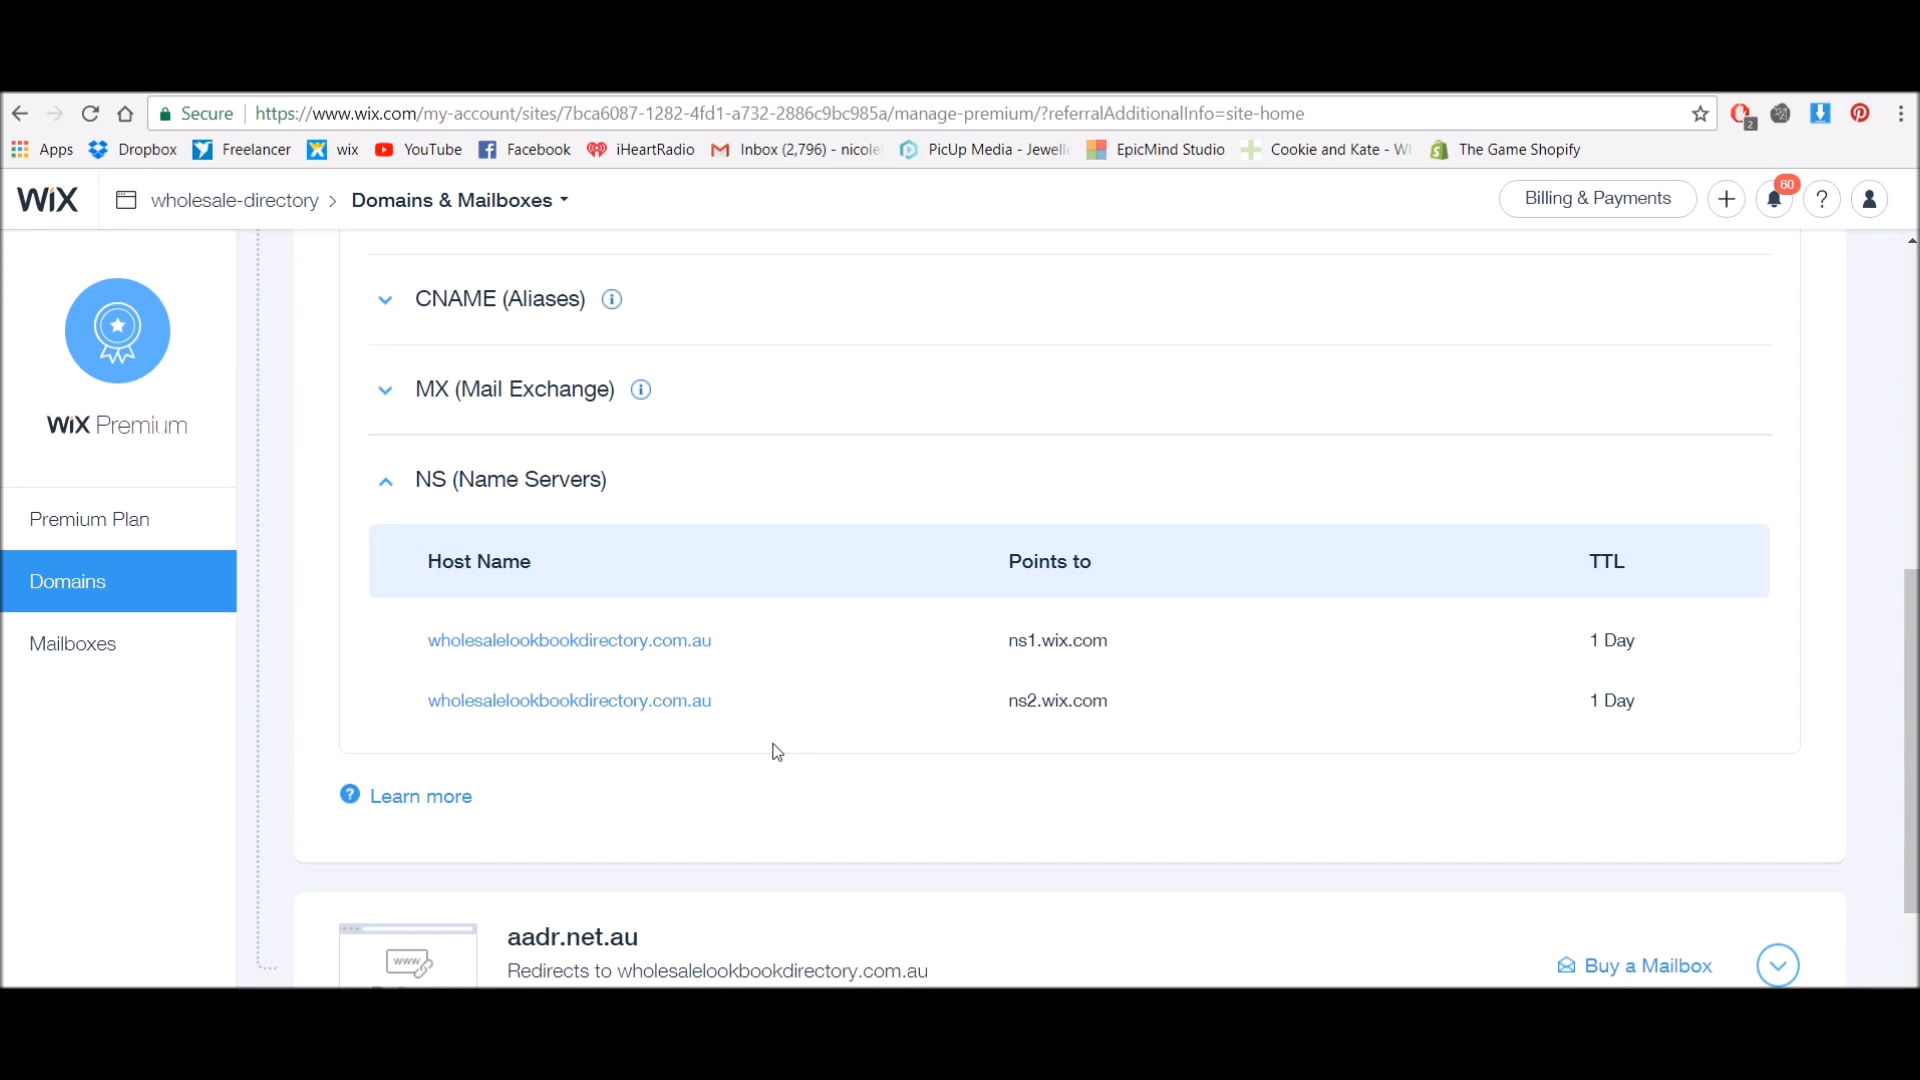 Secure
https://www.wix.com/my-account/sites/7bca6087-1282-4fd1-a732-2886c9bc985a/manage-premium/?referralAdditionalInfo=site-home
2
Apps Dropbox Freelancer wix YouTube Facebook iHeartRadio Inbox (2,796) - nicole PicUp Media - Jewell EpicMind Studio Cookie and Kate - W The Game Shopify
WIX wholesale-directory > Domains & Mailboxes Billing & Payments + 60 ?
CNAME (Aliases) i
MX (Mail Exchange) i
WIX Premium
NS (Name Servers)
Premium Plan
Domains
Mailboxes
Host Name Points to TTL
wholesalelookbookdirectory.com.au ns1.wix.com 1 Day
wholesalelookbookdirectory.com.au ns2.wix.com 1 Day
? Learn more
www
aadr.net.au
Redirects to wholesalelookbookdirectory.com.au
Buy a Mailbox